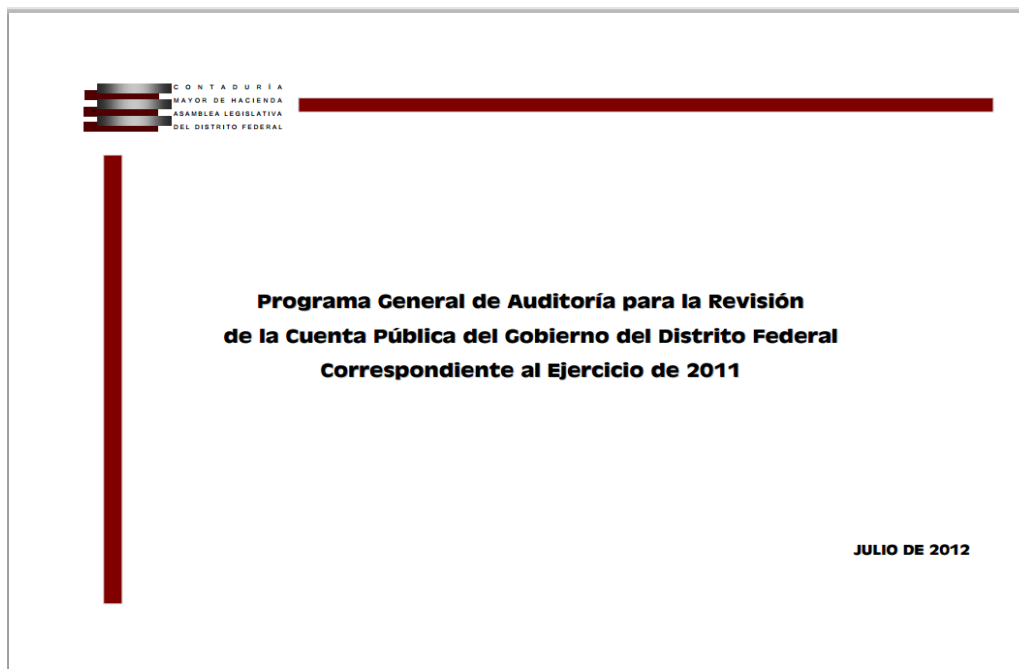 CONTADURÍA
MAYOR DE HACIENDA
ASAMBLEA LEGISLATIVA
DEL DISTRITO FEDERAL
Programa General de Auditoría para la Revisión
de la Cuenta Pública del Gobierno del Distrito Federal
Correspondiente al Ejercicio de 2011
JULIO DE 2012